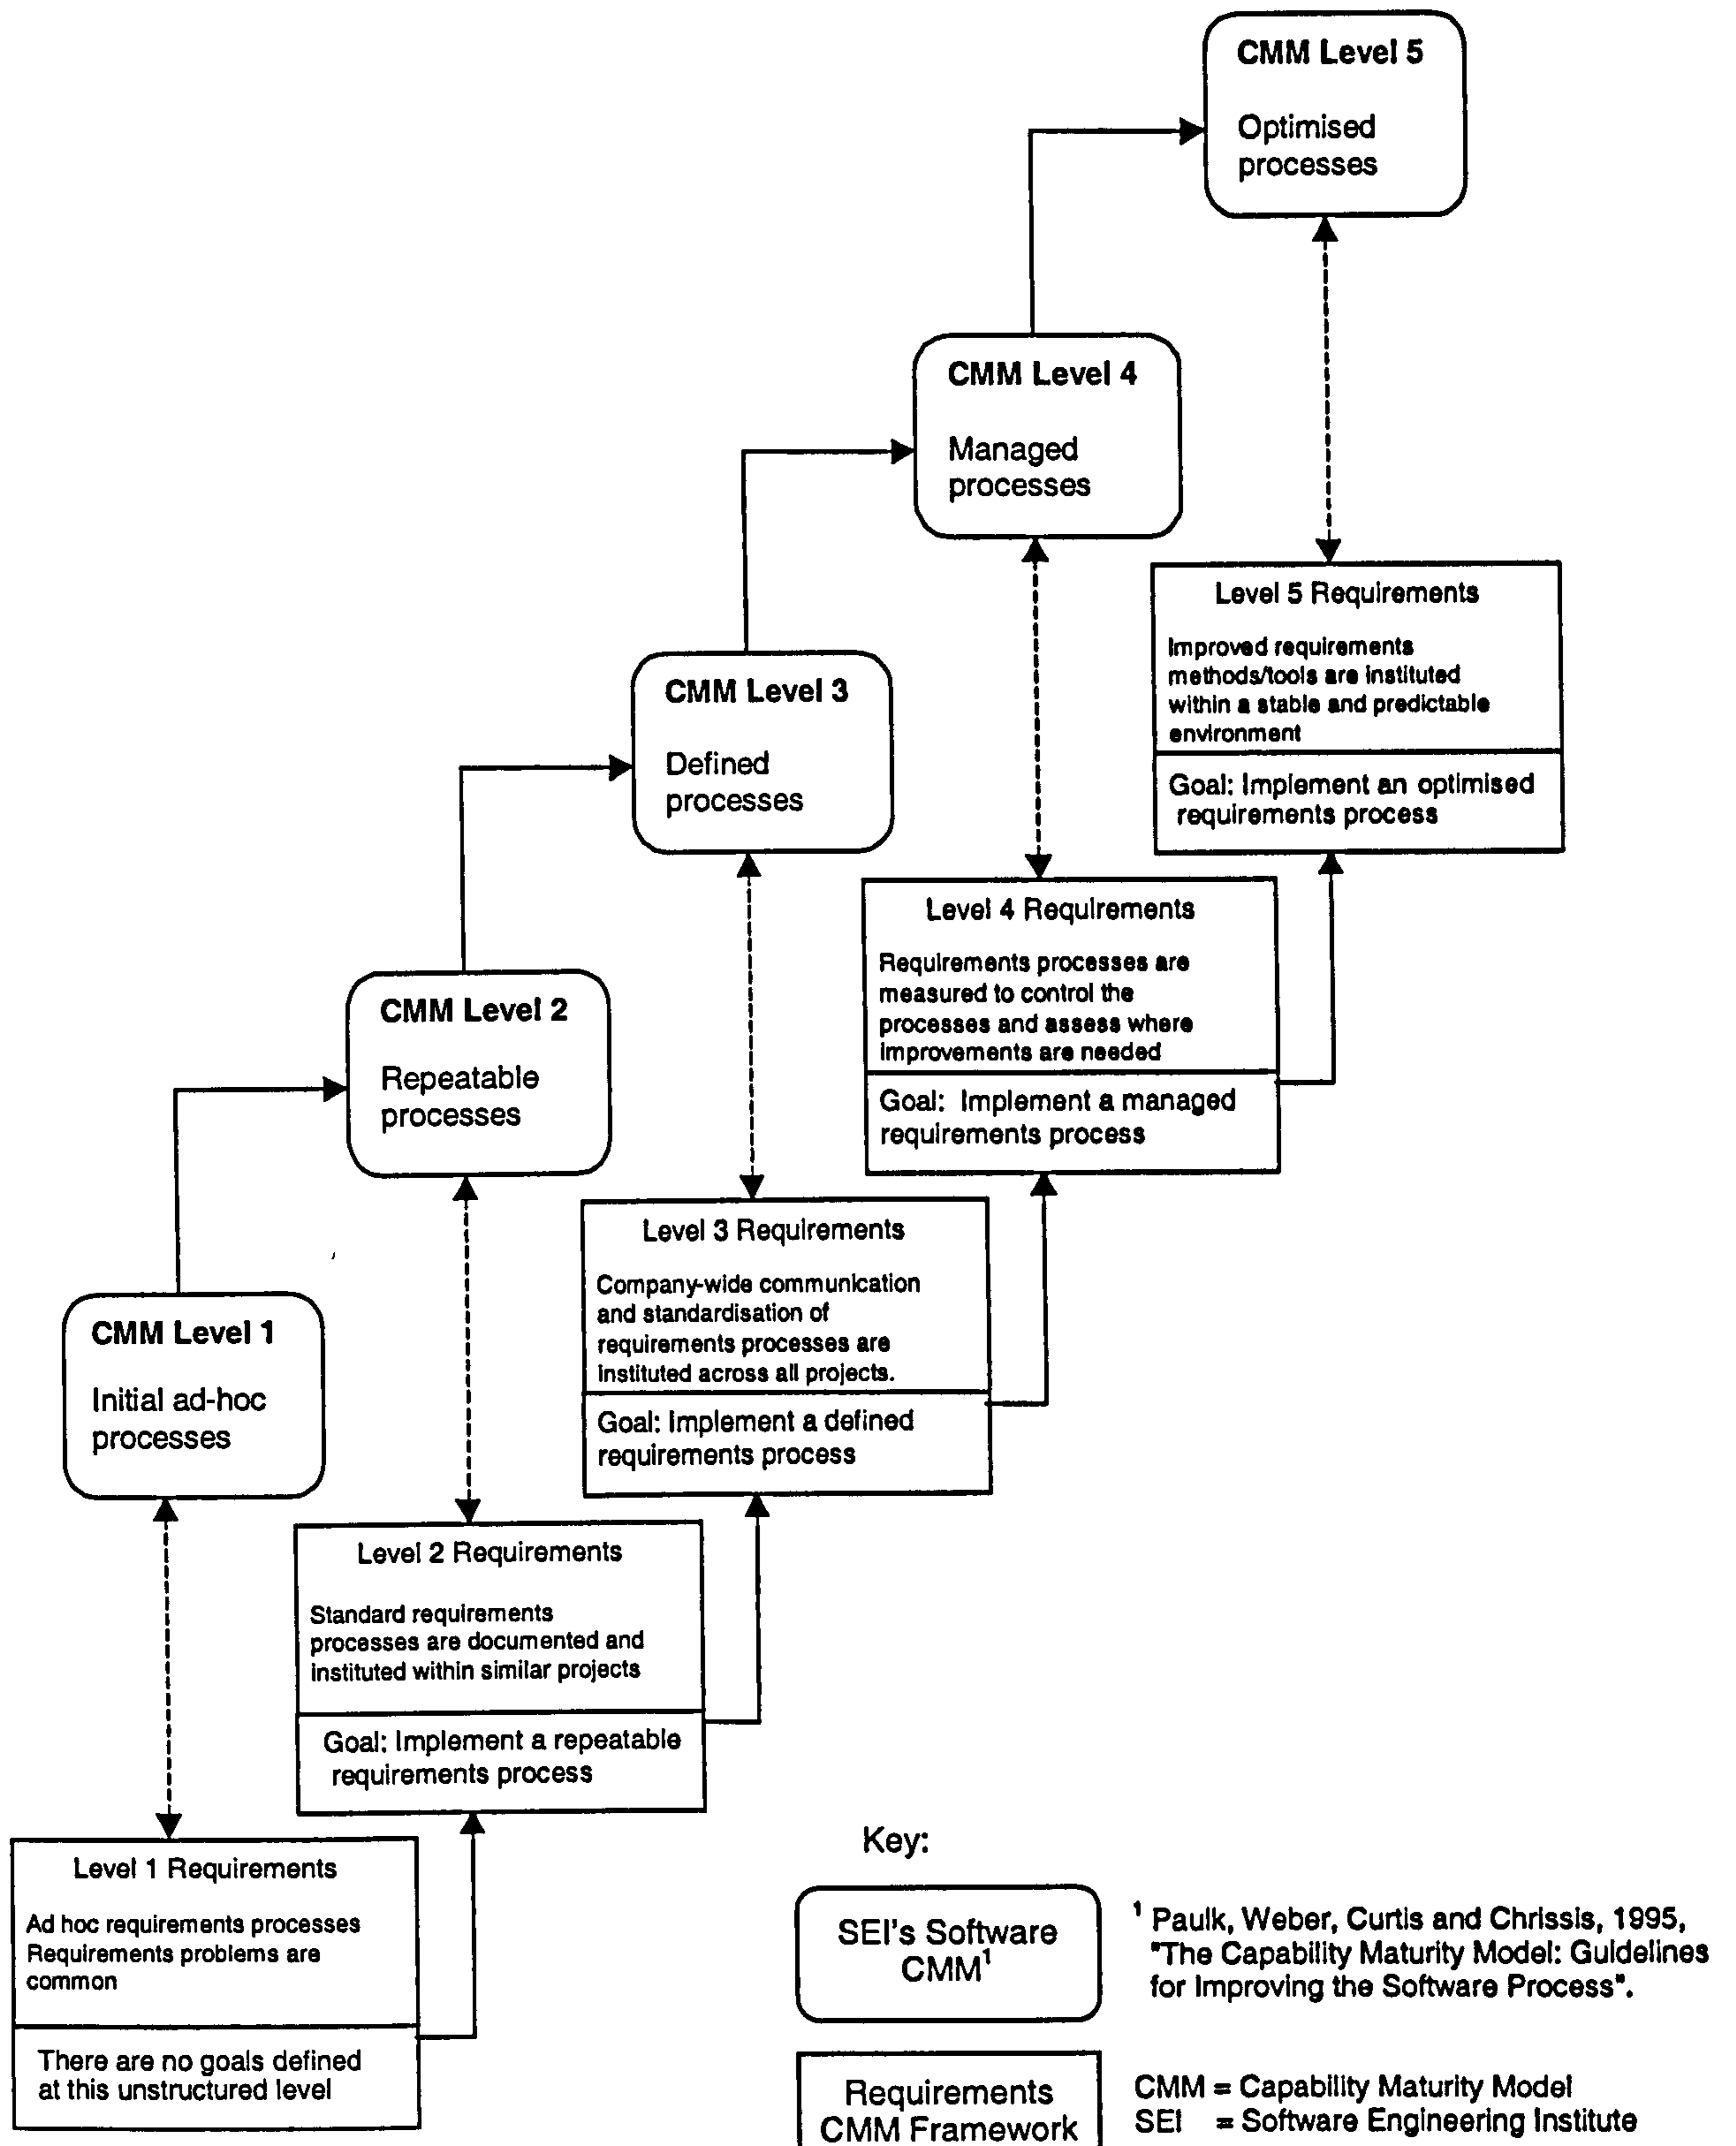 CMM Level 5
Optimised
processes
CMM Level 4
Managed
processes
Level 5 Requirements
Improved requirements
methods/tools are instituted
within a stable and predictable
environment
Goal: Implement an optimised
requirements process
CMM Level 3
Defined
processes
Level 4 Requirements
Requirements processes are
measured to control the
processes and assess where
improvements are needed
Goal: Implement a managed
requirements process
CMM Level 2
Repeatable
processes
Level 3 Requirements
Company-wide communication
and standardisation of
requirements processes are
instituted across all projects.
Goal: Implement a defined
requirements process
CMM Level 1
Initial ad-hoc
processes
Level 2 Requirements
Standard requirements
processes are documented and
instituted within similar projects
Goal: Implement a repeatable
requirements process
Level 1 Requirements
Ad hoc requirements processes
Requirements problems are
common
There are no goals defined
at this unstructured level
Key:
SEI's Software
CMM¹
¹ Paulk, Weber, Curtis and Chrissis, 1995,
"The Capability Maturity Model: Guidelines
for Improving the Software Process".
Requirements
CMM Framework
CMM = Capability Maturity Model
SEI = Software Engineering Institute